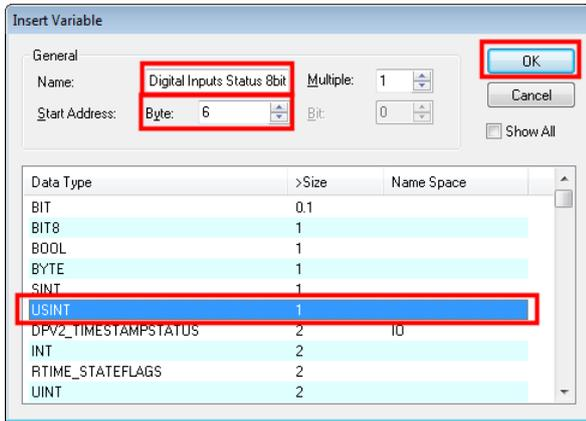 Insert Variable
General
Name: Digital Inputs Status 8bit Multiple: 1
OK
Start Address: Byte: 6 Bit: 0
Cancel
Show All
Data Type >Size Name Space
BIT 0.1
BIT8 1
BOOL 1
BYTE 1
SINT 1
USINT 1
DPV2_TIMESTAMPSTATUS 2 IO
INT 2
RTIME_STATEFLAGS 2
UINT 2